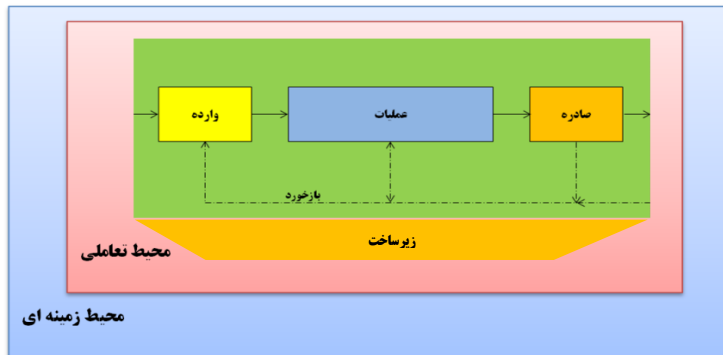 وارده
عملیات
صادره
بازخورد
زیرساخت
محیط تعاملی
محیط زمینه ای